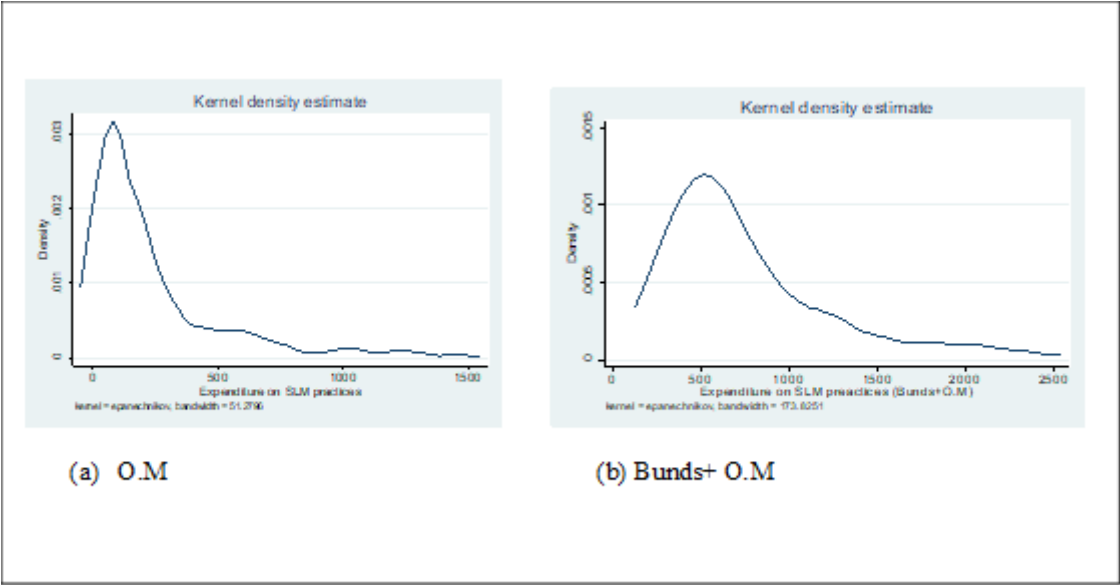 Kernel density estimate
.003
.002
.001
0
Density
0 500 1000 1500
Expenditure on SLM practices
kernel = epanechnikov, bandwidth = 51.2796
(a) O.M
Kernel density estimate
.0015
.001
.0005
0
Density
0 500 1000 1500 2000 2500
Expenditure on SLM preactices (Bunds+O.M)
kernel = epanechnikov, bandwidth = 173.8251
(b) Bunds+ O.M